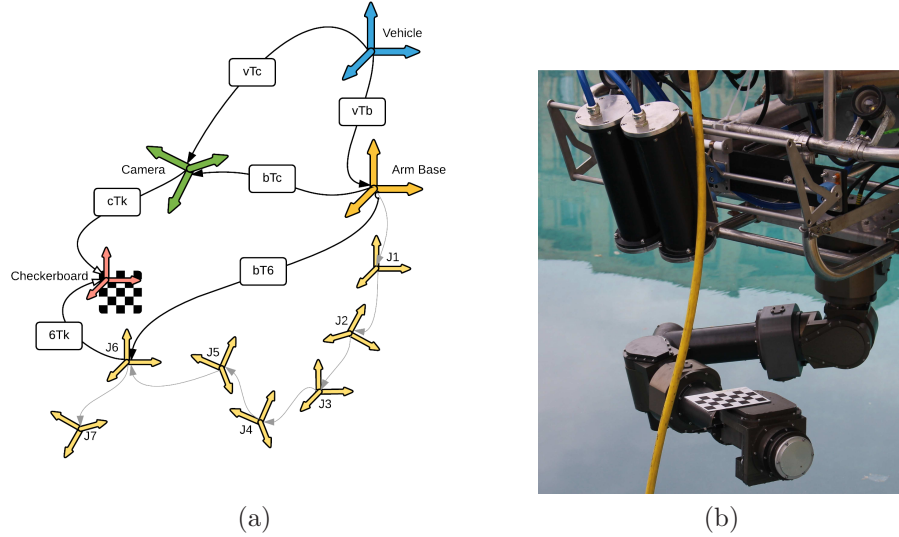 Vehicle
vTc
vTb
Camera
bTc
Arm Base
cTk
J1
bT6
Checkerboard
J2
6Tk
J6
J5
J3
J4
J7
(a)
(b)